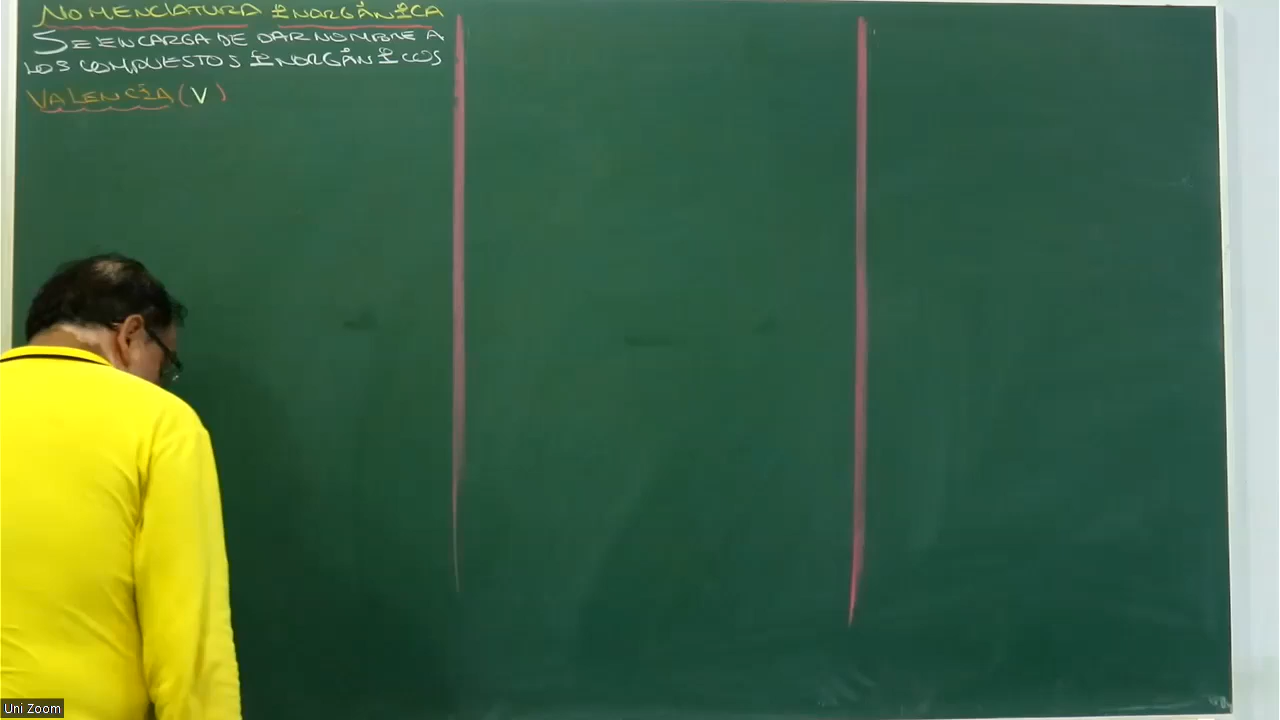 NOMENCLATURA INORGÁNICA
SE ENCARGA DE DAR NOMBRE A
LOS COMPUESTOS INORGÁNICOS
VALENCIA (V)
Uni Zoom